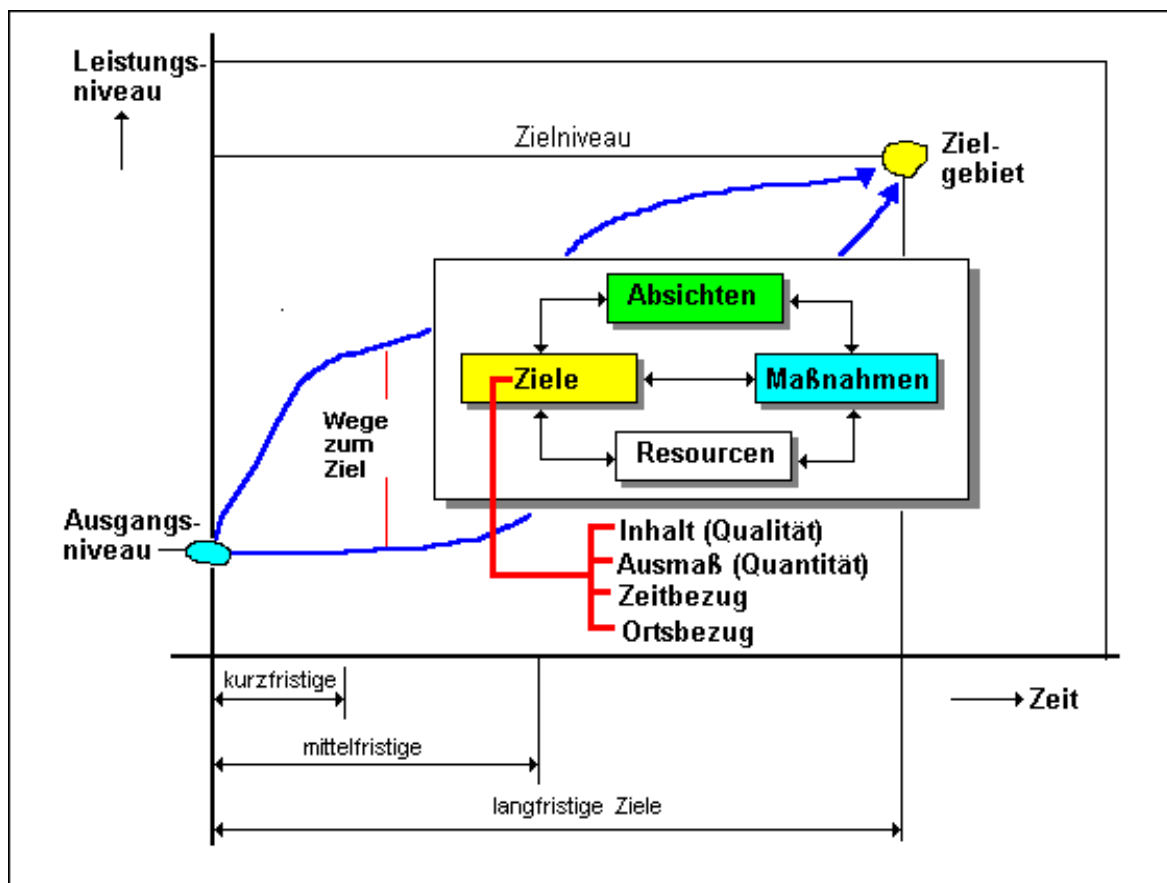 Leistungs-
niveau
Zielniveau
Ziel-
gebiet
Absichten
Ziele
Maßnahmen
Resourcen
Wege
zum
Ziel
Ausgangs-
niveau
Inhalt (Qualität)
Ausmaß (Quantität)
Zeitbezug
Ortsbezug
kurzfristige
Zeit
mittelfristige
langfristige Ziele